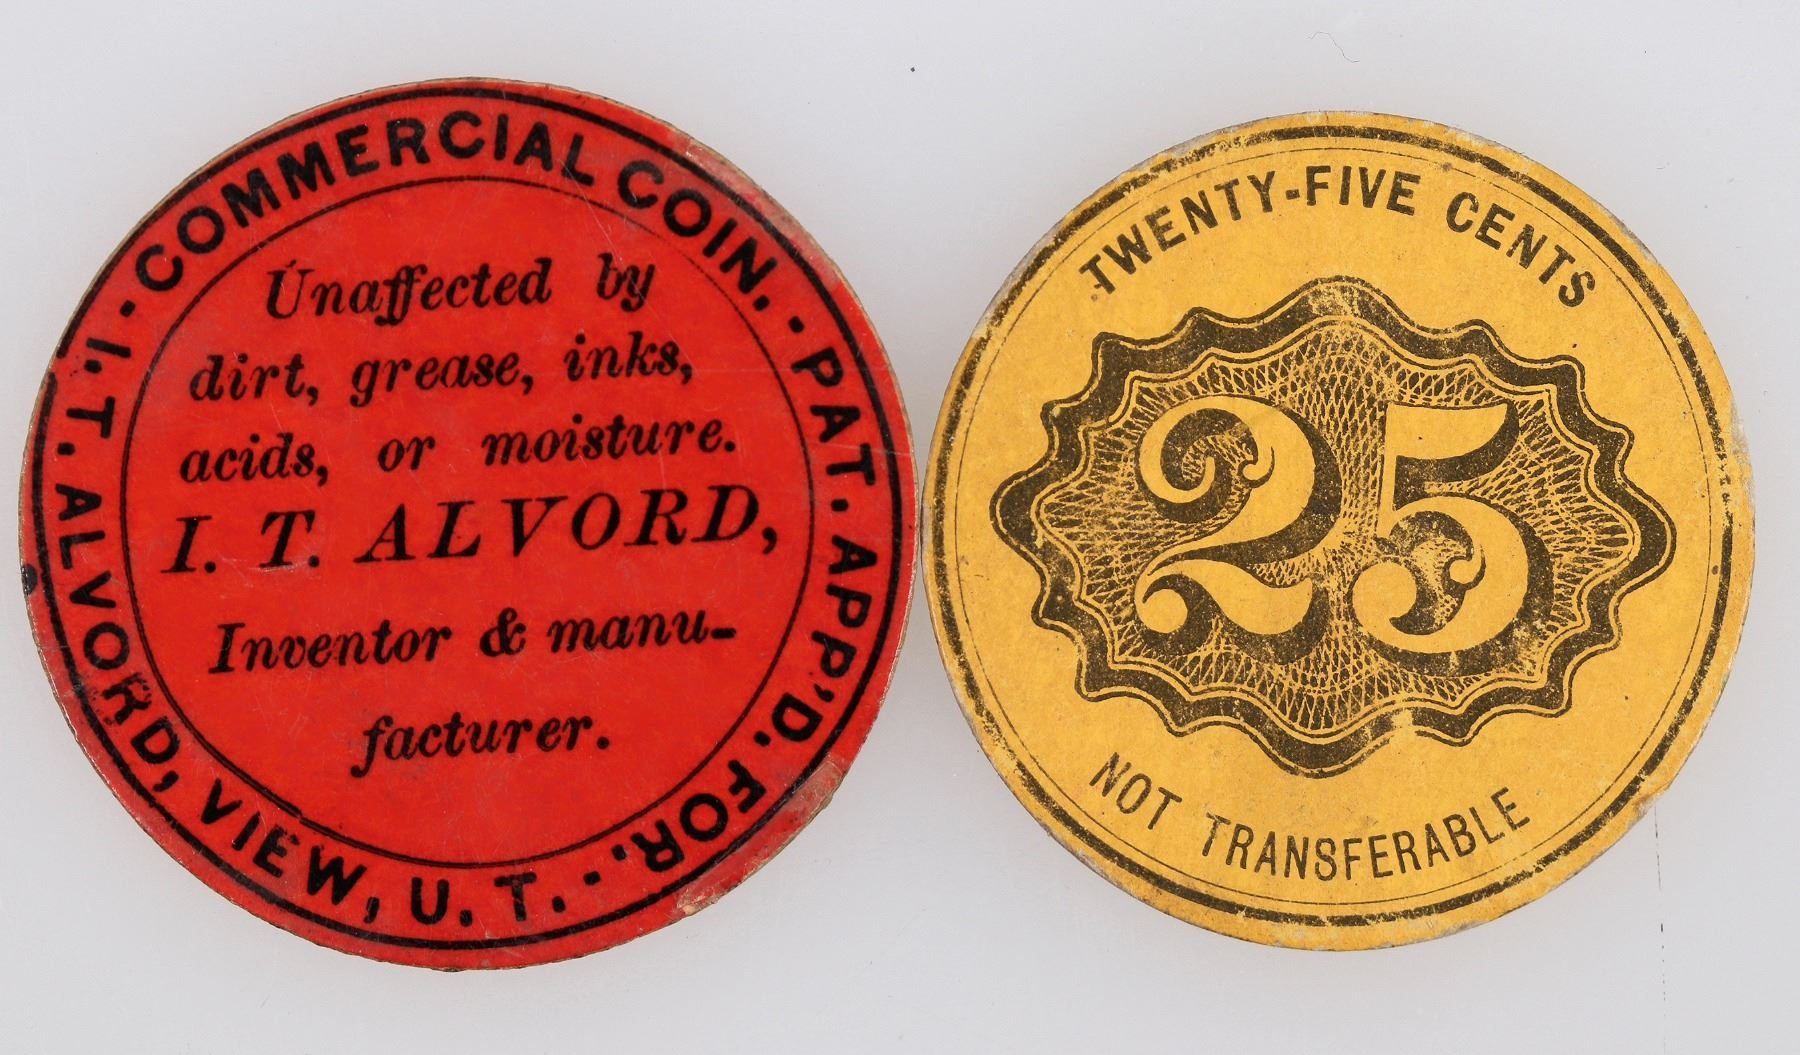 · COMMERCIAL COIN. · PAT. APP'D. FOR. · I. T. ALVORD, VIEW, U. T.
Unaffected by
dirt, grease, inks,
acids, or moisture.
I. T. ALVORD,
Inventor & manu-
facturer.
TWENTY-FIVE CENTS
25
NOT TRANSFERABLE